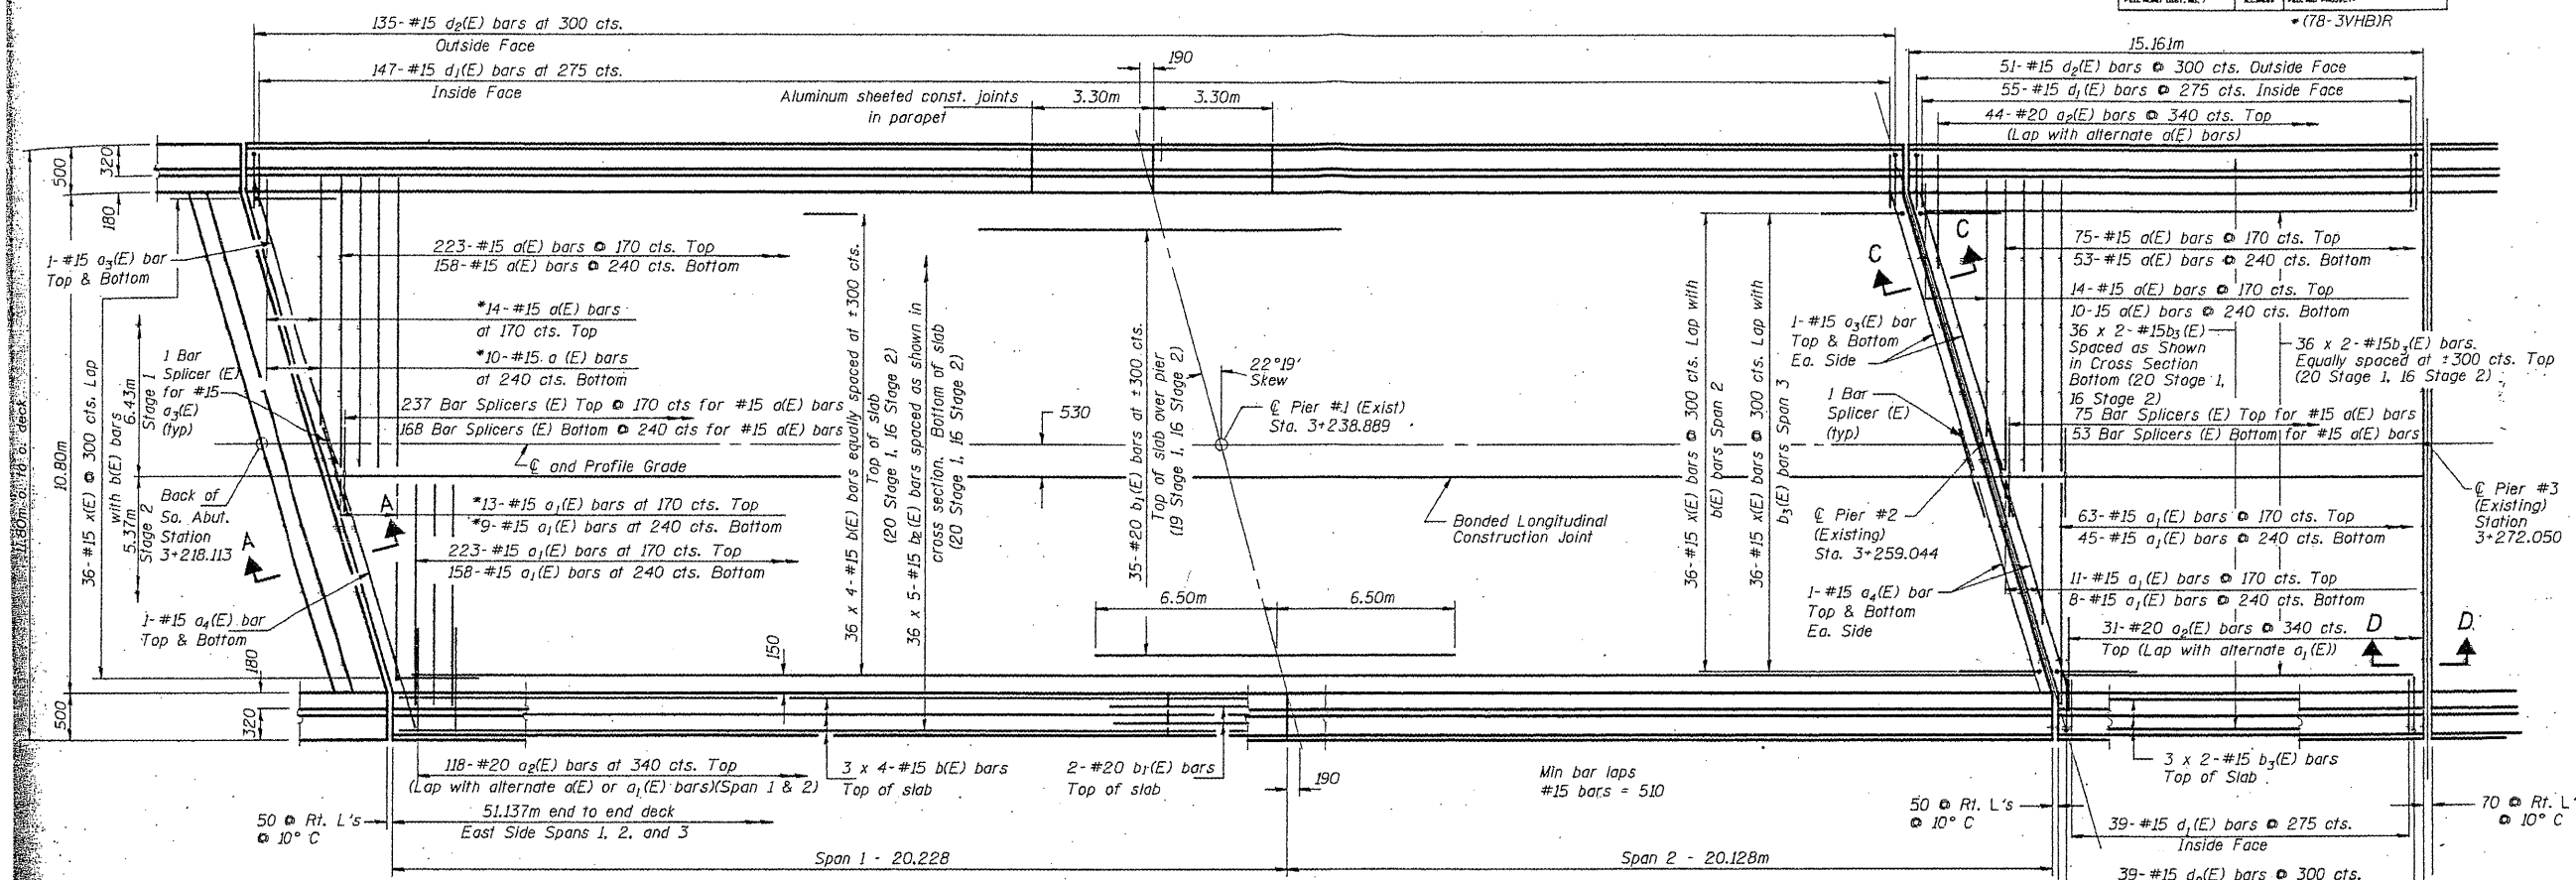 * (78-3VHB)R
135- #15 d2(E) bars at 300 cts.
Outside Face
147- #15 d1(E) bars at 275 cts.
Inside Face
Aluminum sheeted const. joints
in parapet
3.30m
3.30m
190
15.161m
51- #15 d2(E) bars @ 300 cts. Outside Face
55- #15 d1(E) bars @ 275 cts. Inside Face
44- #20 a2(E) bars @ 340 cts. Top
(Lap with alternate a(E) bars)
500
320
180
1- #15 a3(E) bar
Top & Bottom
223- #15 a(E) bars @ 170 cts. Top
158- #15 a(E) bars @ 240 cts. Bottom
*14- #15 a(E) bars
at 170 cts. Top
*10- #15 a (E) bars
at 240 cts. Bottom
1 Bar
Splicer (E)
for #15
a3(E)
(typ)
237 Bar Splicers (E) Top @ 170 cts for #15 a(E) bars
168 Bar Splicers (E) Bottom @ 240 cts for #15 a(E) bars
℄ and Profile Grade
10.80m
36- #15 x(E) @ 300 cts. Lap
with b(E) bars
6.43m
Stage 1
5.37m
Stage 2
Back of
So. Abut.
Station
3+218.113
A
A
*13- #15 a1(E) bars at 170 cts. Top
*9- #15 a1(E) bars at 240 cts. Bottom
223- #15 a1(E) bars at 170 cts. Top
158- #15 a1(E) bars at 240 cts. Bottom
1- #15 a4(E) bar
Top & Bottom
180
500
320
150
36 x 4- #15 b(E) bars equally spaced at ±300 cts.
Top of slab
(20 Stage 1, 16 Stage 2)
36 x 5- #15 b2(E) bars spaced as shown in
cross section. Bottom of slab
(20 Stage 1, 16 Stage 2)
35- #20 b1(E) bars at ±300 cts.
Top of slab over pier
(19 Stage 1, 16 Stage 2)
22°19'
Skew
℄ Pier #1 (Exist)
Sta. 3+238.889
530
6.50m
6.50m
Bonded Longitudinal
Construction Joint
36- #15 x(E) bars @ 300 cts. Lap with
b(E) bars Span 2
36- #15 x(E) bars @ 300 cts. Lap with
b3(E) bars Span 3
C
C
1- #15 a3(E) bar
Top & Bottom
Ea. Side
1 Bar
Splicer (E)
(typ)
℄ Pier #2
(Existing)
Sta. 3+259.044
1- #15 a4(E) bar
Top & Bottom
Ea. Side
75- #15 a(E) bars @ 170 cts. Top
53- #15 a(E) bars @ 240 cts. Bottom
14- #15 a(E) bars @ 170 cts. Top
10-15 a(E) bars @ 240 cts. Bottom
36 x 2- #15b3(E)
Spaced as Shown
in Cross Section
Bottom (20 Stage 1,
16 Stage 2)
36 x 2- #15b3(E) bars.
Equally spaced at ±300 cts. Top
(20 Stage 1, 16 Stage 2)
75 Bar Splicers (E) Top for #15 a(E) bars
53 Bar Splicers (E) Bottom for #15 a(E) bars
℄ Pier #3
(Existing)
Station
3+272.050
63- #15 a1(E) bars @ 170 cts. Top
45- #15 a1(E) bars @ 240 cts. Bottom
11- #15 a1(E) bars @ 170 cts. Top
8- #15 a1(E) bars @ 240 cts. Bottom
31- #20 a2(E) bars @ 340 cts.
Top (Lap with alternate a1(E))
D
D
118- #20 a2(E) bars at 340 cts. Top
(Lap with alternate a(E) or a1(E) bars)(Span 1 & 2)
51.137m end to end deck
East Side Spans 1, 2, and 3
50 @ Rt. L's
@ 10° C
3 x 4- #15 b(E) bars
Top of slab
2- #20 b1(E) bars
Top of slab
190
Min bar laps
#15 bars = 510
3 x 2- #15 b3(E) bars
Top of Slab
50 @ Rt. L's
@ 10° C
70 @ Rt. L'
@ 10° C
39- #15 d1(E) bars @ 275 cts.
Inside Face
39- #15 d2(E) bars @ 300 cts.
Span 1 - 20.228
Span 2 - 20.128m